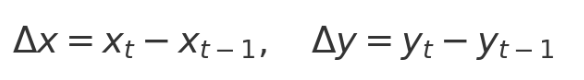 Δx = xₜ − xₜ₋₁, Δy = yₜ − yₜ₋₁